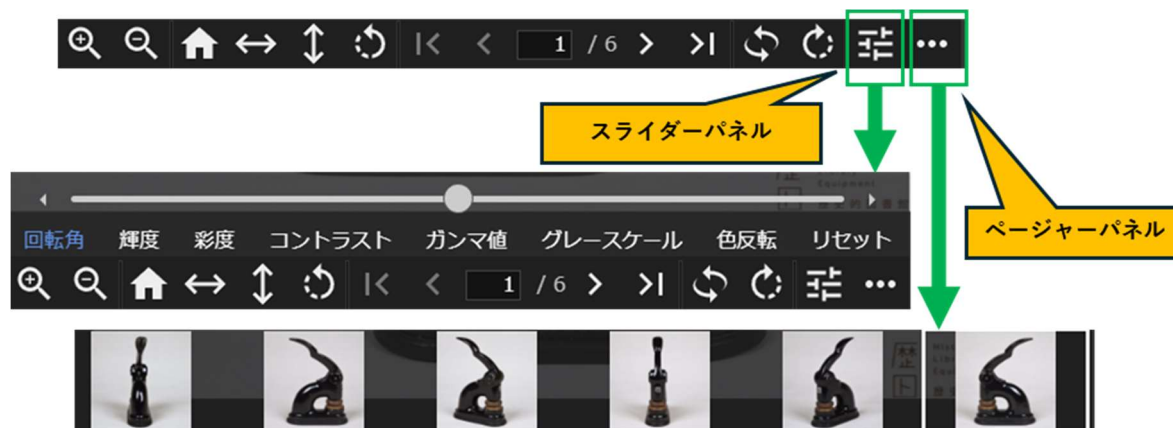 1 / 6
スライダーパネル
Equipment
ページャーパネル
回転角 輝度 彩度 コントラスト ガンマ値 グレースケール 色反転 リセット
1 / 6